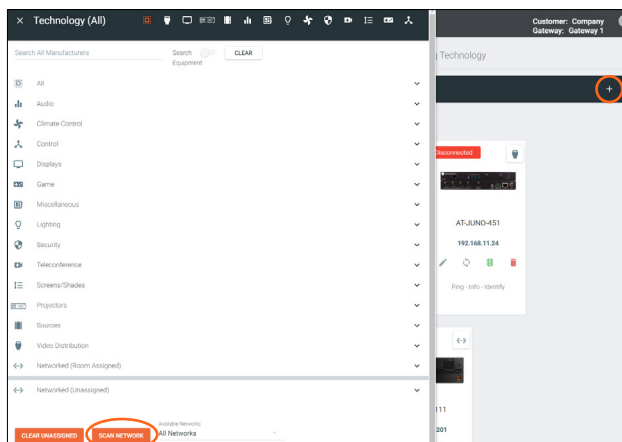 × Technology (All)
Customer: Company
Gateway: Gateway 1
Search All Manufacturers
Search
Equipment
CLEAR
Technology
+
All
Audio
Climate Control
Control
Displays
Game
Miscellaneous
Lighting
Security
Teleconference
Screens/Shades
Projectors
Sources
Video Distribution
Networked (Room Assigned)
Networked (Unassigned)
Disconnected
AT-JUNO-451
192.168.11.24
Ping - Info - Identify
111
201
CLEAR UNASSIGNED
SCAN NETWORK
Available Networks
All Networks